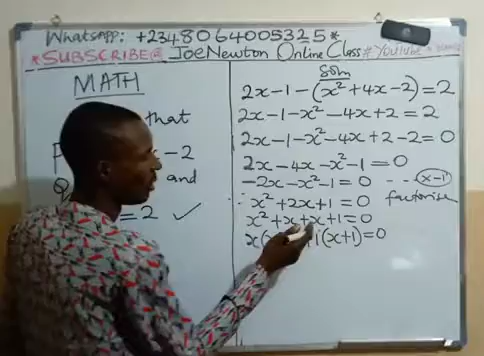 WhatsApp: +2348064005325*
*SUBSCRIBE@ JoeNewton Online Class #Youtube
MATH
that
P -2
Q and
= 2 ✓
Soln
2x-1-(x²+4x-2)=2
2x-1-x²-4x+2=2
2x-1-x²-4x+2-2=0
2x-4x-x²-1=0
-2x-x²-1=0 --- x-1
x²+2x+1=0 factorise
x²+x+x+1=0
x( +1(x+1)=0